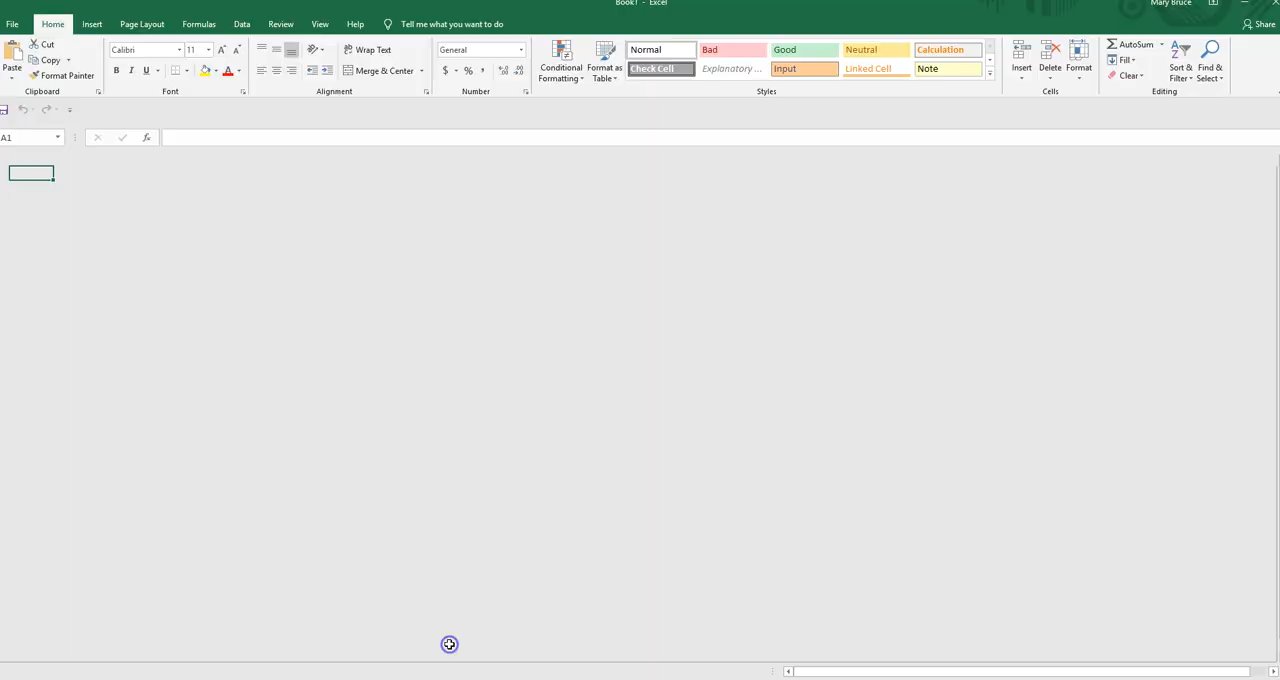 Book1 - Excel
Mary Bruce
File Home Insert Page Layout Formulas Data Review View Help Tell me what you want to do
Share
Cut
Calibri 11
Wrap Text
General
Normal Bad Good Neutral Calculation
AutoSum
Copy
Fill
Paste
Conditional
Formatting
Format as
Table
Insert Delete Format
Sort &
Filter
Find &
Select
Format Painter
B I U
Merge & Center
$ % ,
Check Cell Explanatory ... Input Linked Cell Note
Clear
Clipboard Font Alignment Number Styles Cells Editing
A1
fx